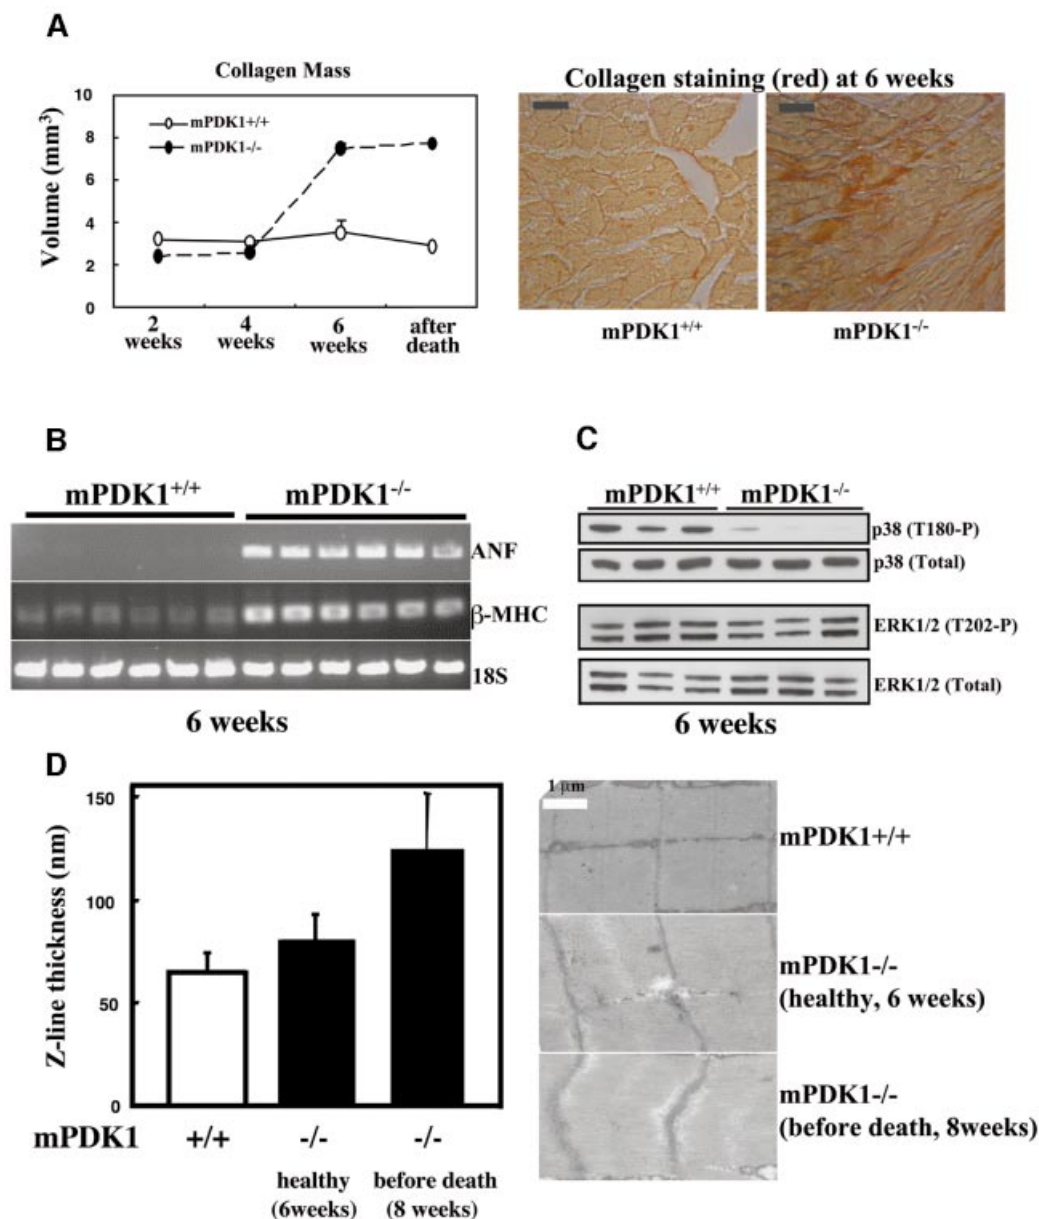 A
Collagen Mass
Volume (mm³)
10
8
6
4
2
0
mPDK1+/+
mPDK1-/-
2 weeks
4 weeks
6 weeks
after death
Collagen staining (red) at 6 weeks
mPDK1+/+
mPDK1-/-
B
mPDK1+/+ mPDK1-/-
ANF
β-MHC
18S
6 weeks
C
mPDK1+/+ mPDK1-/-
p38 (T180-P)
p38 (Total)
ERK1/2 (T202-P)
ERK1/2 (Total)
6 weeks
D
Z-line thickness (nm)
150
100
50
0
mPDK1 +/+ -/- -/-
healthy
(6weeks)
before death
(8 weeks)
1 μm
mPDK1+/+
mPDK1-/-
(healthy, 6 weeks)
mPDK1-/-
(before death, 8weeks)